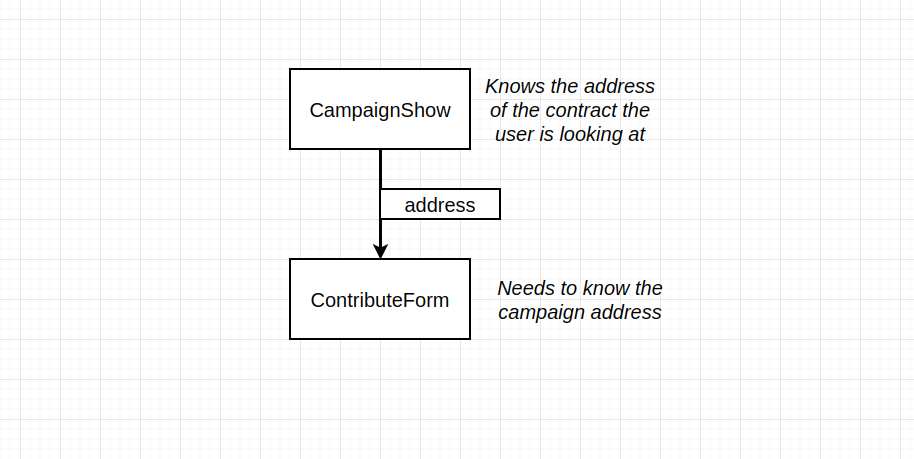 CampaignShow
Knows the address
of the contract the
user is looking at
address
ContributeForm
Needs to know the
campaign address